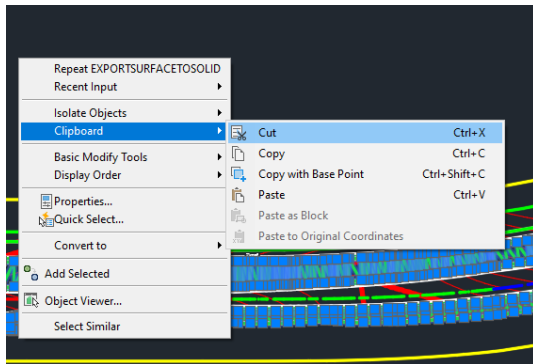 Repeat EXPORTSURFACETOSOLID
Recent Input
Isolate Objects
Clipboard
Cut Ctrl+X
Copy Ctrl+C
Copy with Base Point Ctrl+Shift+C
Paste Ctrl+V
Paste as Block
Paste to Original Coordinates
Basic Modify Tools
Display Order
Properties...
Quick Select...
Convert to
Add Selected
Object Viewer...
Select Similar